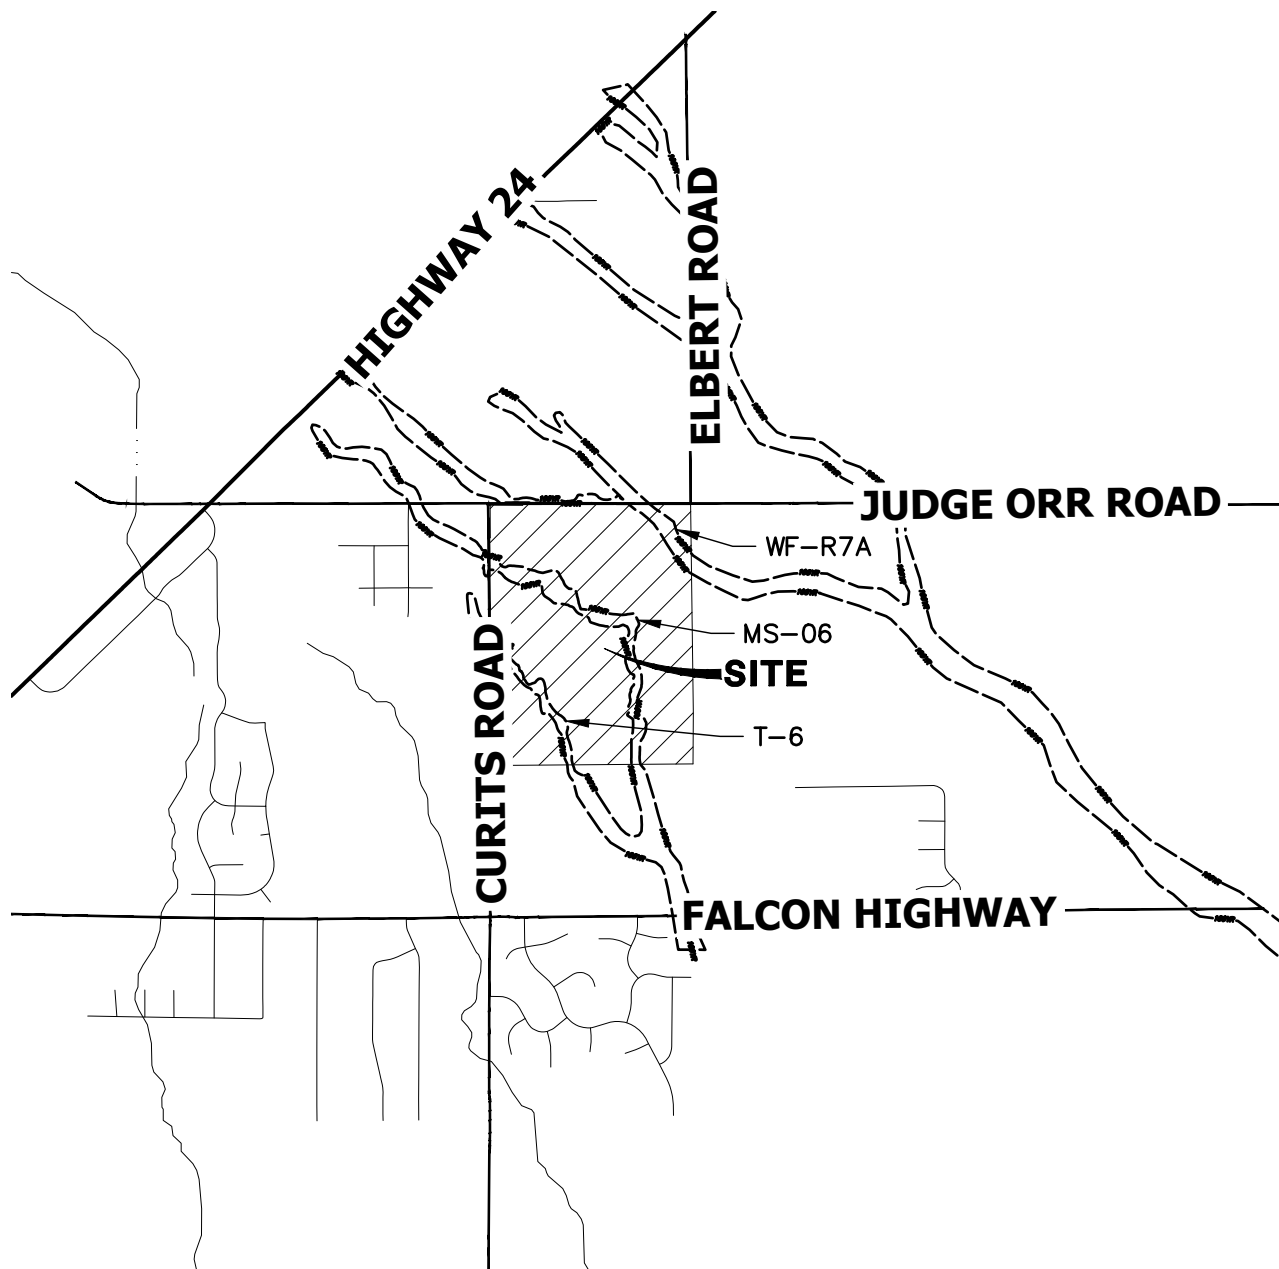 HIGHWAY 24
ELBERT ROAD
JUDGE ORR ROAD
WF-R7A
MS-06
SITE
T-6
CURITS ROAD
FALCON HIGHWAY